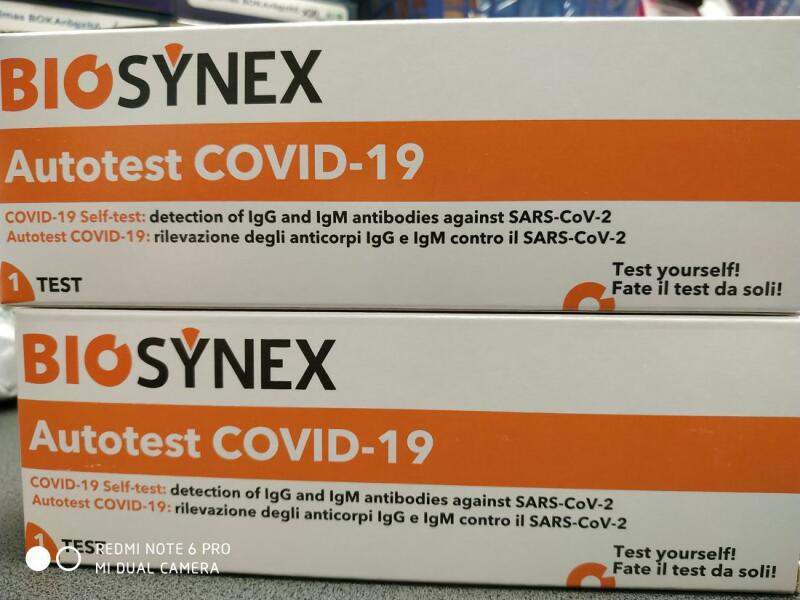 BIOSYNEX
Autotest COVID-19
COVID-19 Self-test: detection of IgG and IgM antibodies against SARS-CoV-2
Autotest COVID-19: rilevazione degli anticorpi IgG e IgM contro il SARS-CoV-2
1 TEST
Test yourself!
Fate il test da soli!
BIOSYNEX
Autotest COVID-19
COVID-19 Self-test: detection of IgG and IgM antibodies against SARS-CoV-2
Autotest COVID-19: rilevazione degli anticorpi IgG e IgM contro il SARS-CoV-2
1 TEST
Test yourself!
Fate il test da soli!
REDMI NOTE 6 PRO
MI DUAL CAMERA